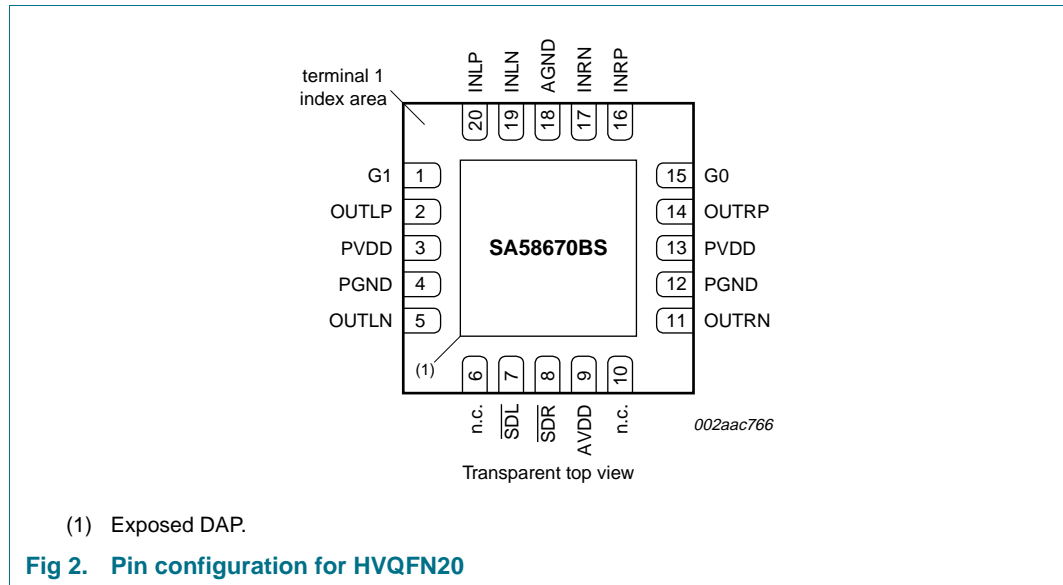 terminal 1
index area
INLP
INLN
AGND
INRN
INRP
20
19
18
17
16
G1 1
15 G0
OUTLP 2
14 OUTRP
PVDD 3
SA58670BS
13 PVDD
PGND 4
12 PGND
OUTLN 5
11 OUTRN
(1)
6
7
8
9
10
n.c.
SDL
SDR
AVDD
n.c.
002aac766
Transparent top view
(1) Exposed DAP.
Fig 2. Pin configuration for HVQFN20